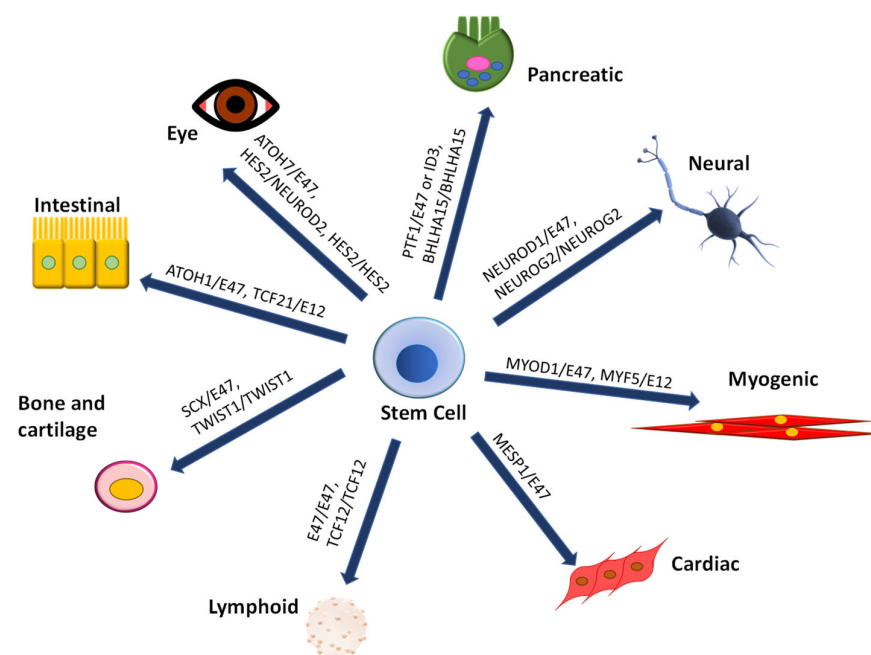 Pancreatic
PTF1/E47 or ID3,
BHLHA15/BHLHA15
Eye
ATOH7/E47,
HES2/NEUROD2, HES2/HES2
Neural
NEUROD1/E47,
NEUROG2/NEUROG2
Intestinal
ATOH1/E47, TCF21/E12
Stem Cell
MYOD1/E47, MYF5/E12
Myogenic
Bone and
cartilage
SCX/E47,
TWIST1/TWIST1
MESP1/E47
Cardiac
E47/E47,
TCF12/TCF12
Lymphoid